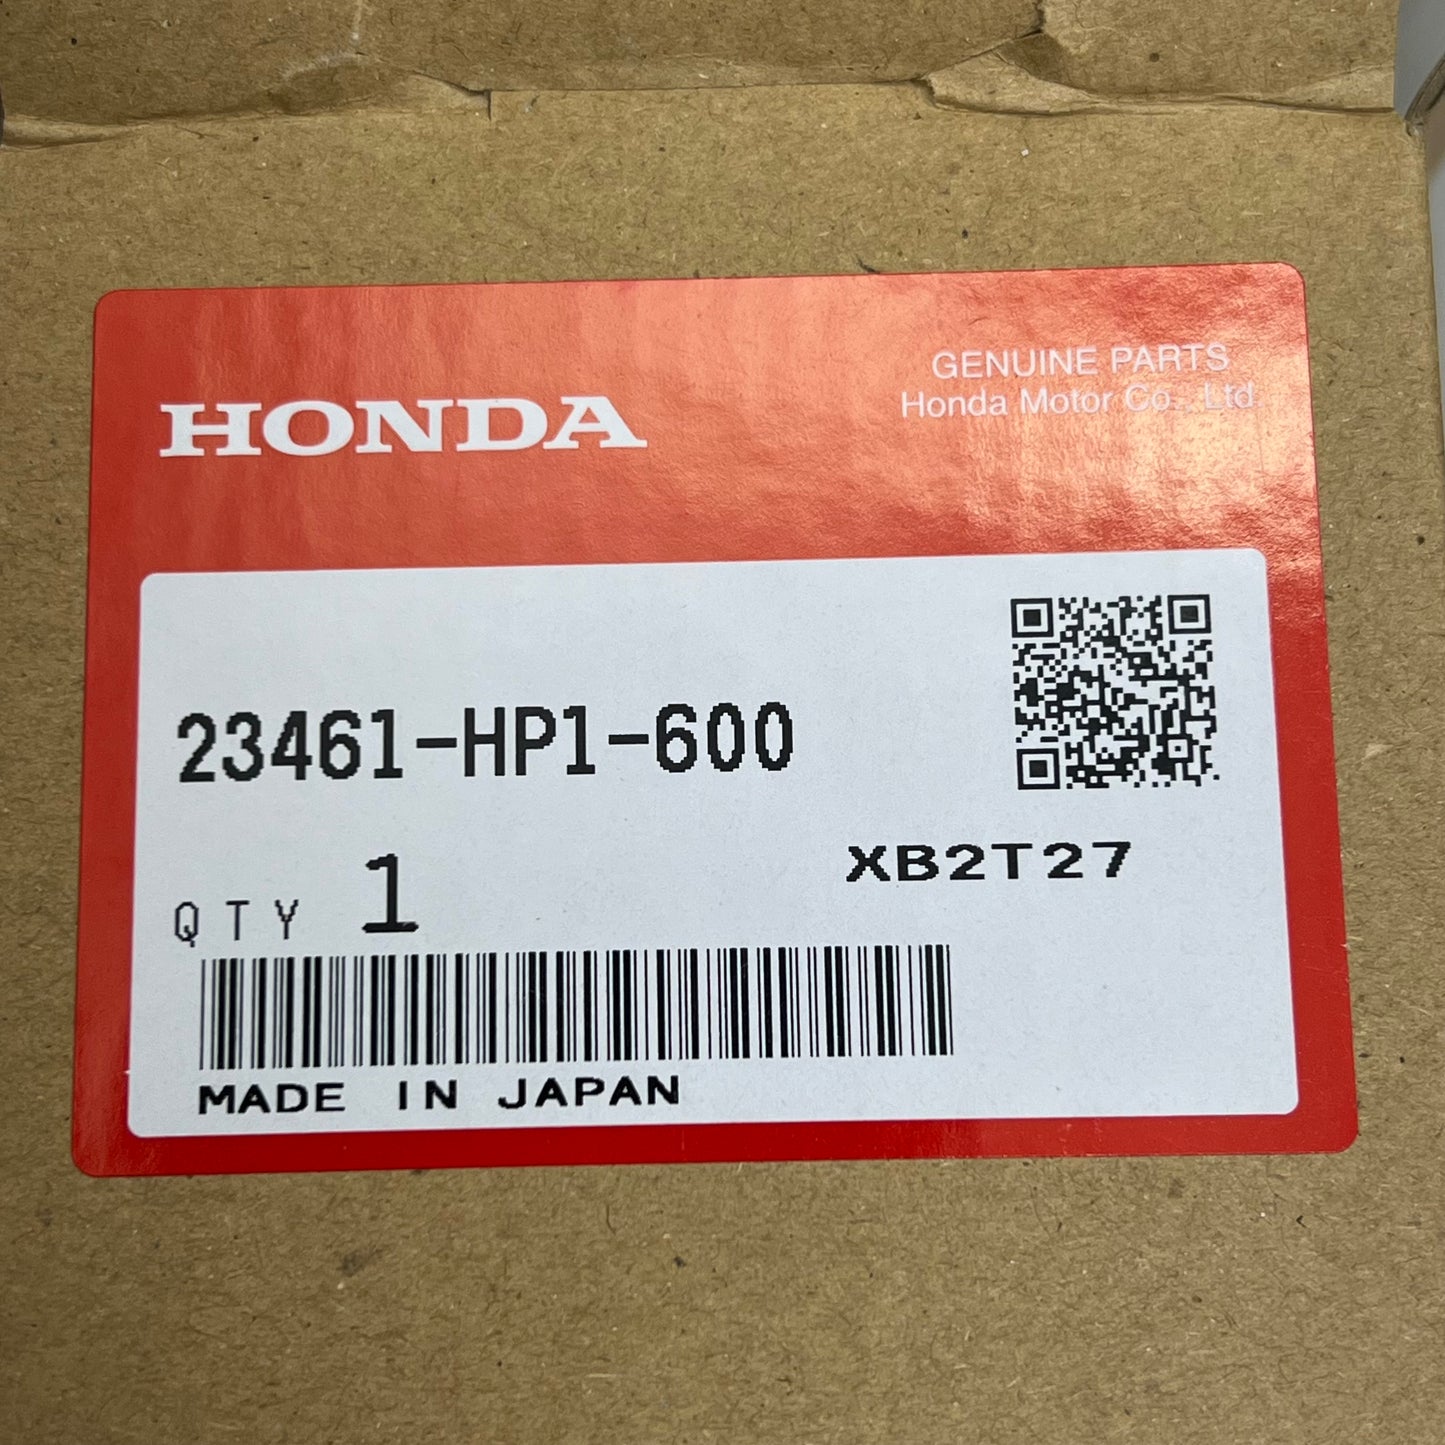 HONDA
GENUINE PARTS
Honda Motor Co., Ltd.
23461-HP1-600
XB2T27
QTY 1
MADE IN JAPAN